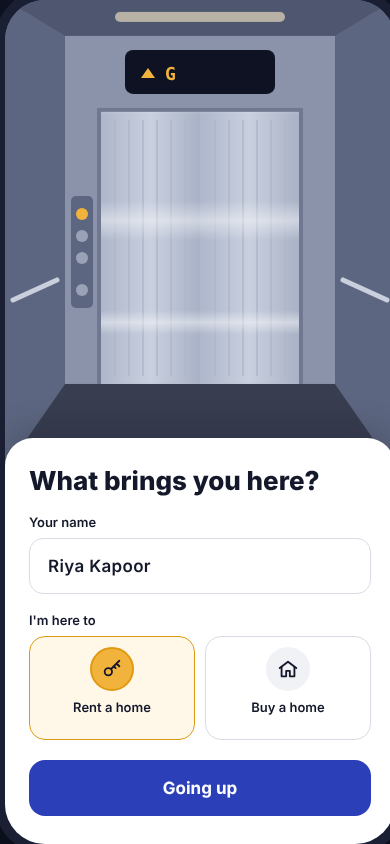 G
What brings you here?
Your name
Riya Kapoor
I'm here to
Rent a home
Buy a home
Going up